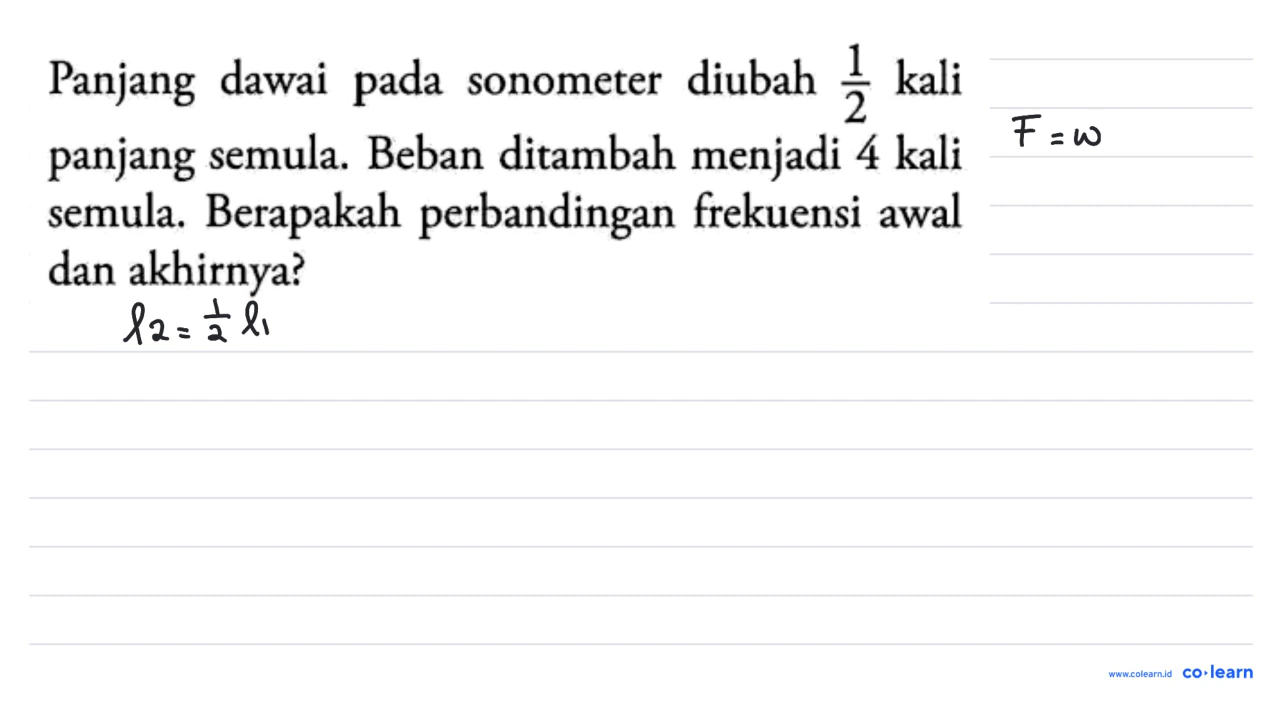 Panjang dawai pada sonometer diubah 1/2 kali
panjang semula. Beban ditambah menjadi 4 kali
semula. Berapakah perbandingan frekuensi awal
dan akhirnya?
F = w
l2 = 1/2 l1
www.colearn.id co·learn